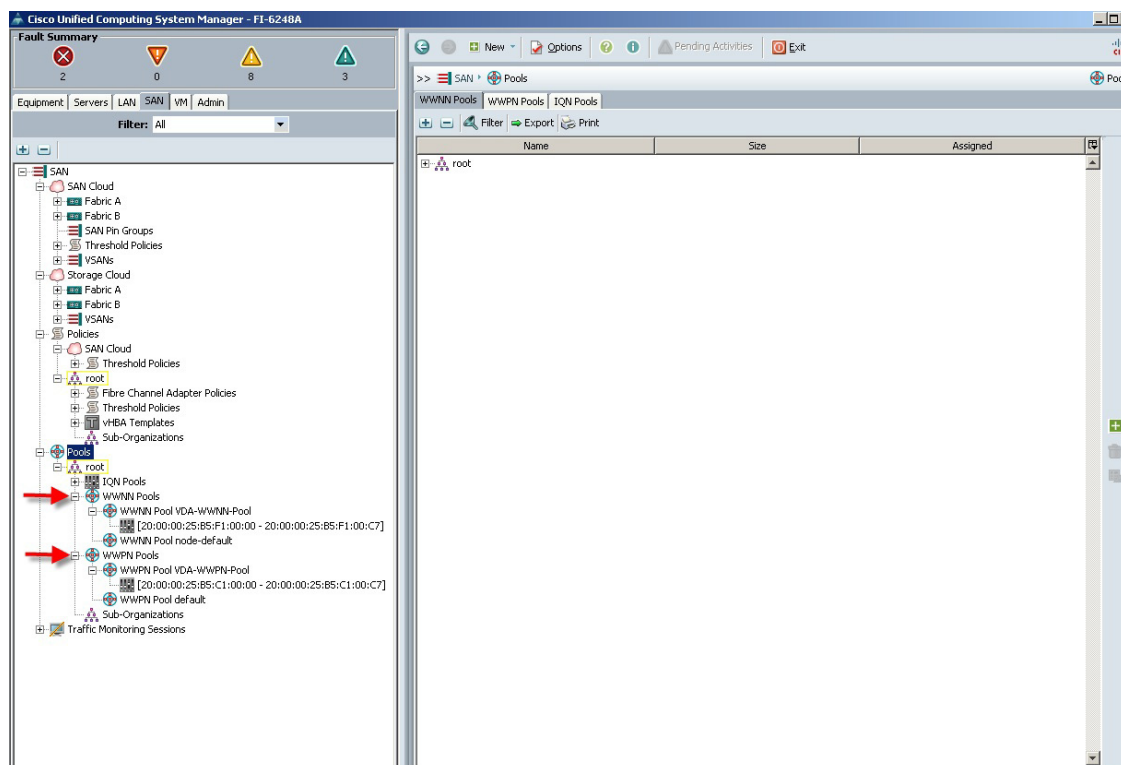 Cisco Unified Computing System Manager - FI-6248A
Fault Summary
2 0 8 3
New Options Pending Activities Exit
>> SAN Pools
Equipment Servers LAN SAN VM Admin
Filter: All
WWNN Pools WWPN Pools IQN Pools
Filter Export Print
Name Size Assigned
root
SAN
SAN Cloud
Fabric A
Fabric B
SAN Pin Groups
Threshold Policies
VSANs
Storage Cloud
Fabric A
Fabric B
VSANs
Policies
SAN Cloud
Threshold Policies
root
Fibre Channel Adapter Policies
Threshold Policies
vHBA Templates
Sub-Organizations
Pools
root
IQN Pools
WWNN Pools
WWNN Pool VDA-WWNN-Pool
[20:00:00:25:B5:F1:00:00 - 20:00:00:25:B5:F1:00:C7]
WWNN Pool node-default
WWPN Pools
WWPN Pool VDA-WWPN-Pool
[20:00:00:25:B5:C1:00:00 - 20:00:00:25:B5:C1:00:C7]
WWPN Pool default
Sub-Organizations
Traffic Monitoring Sessions